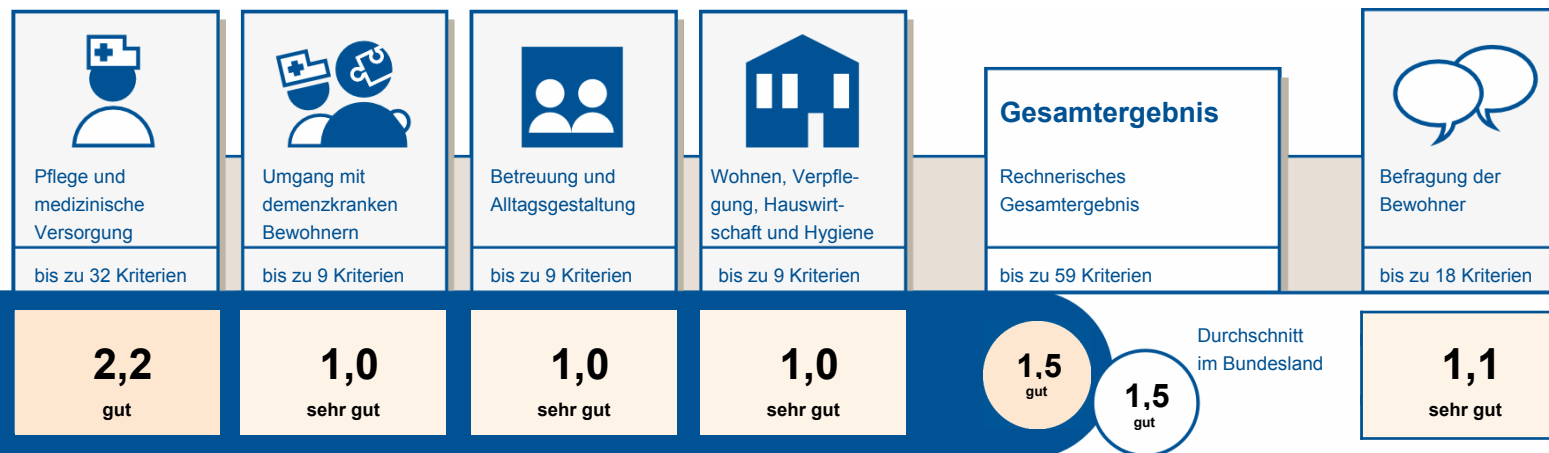 Pflege und
medizinische
Versorgung
bis zu 32 Kriterien
2,2
gut
Umgang mit
demenzkranken
Bewohnern
bis zu 9 Kriterien
1,0
sehr gut
Betreuung und
Alltagsgestaltung
bis zu 9 Kriterien
1,0
sehr gut
Wohnen, Verpfle-
gung, Hauswirt-
schaft und Hygiene
bis zu 9 Kriterien
1,0
sehr gut
Gesamtergebnis
Rechnerisches
Gesamtergebnis
bis zu 59 Kriterien
1,5
gut
Durchschnitt
im Bundesland
1,5
gut
Befragung der
Bewohner
bis zu 18 Kriterien
1,1
sehr gut